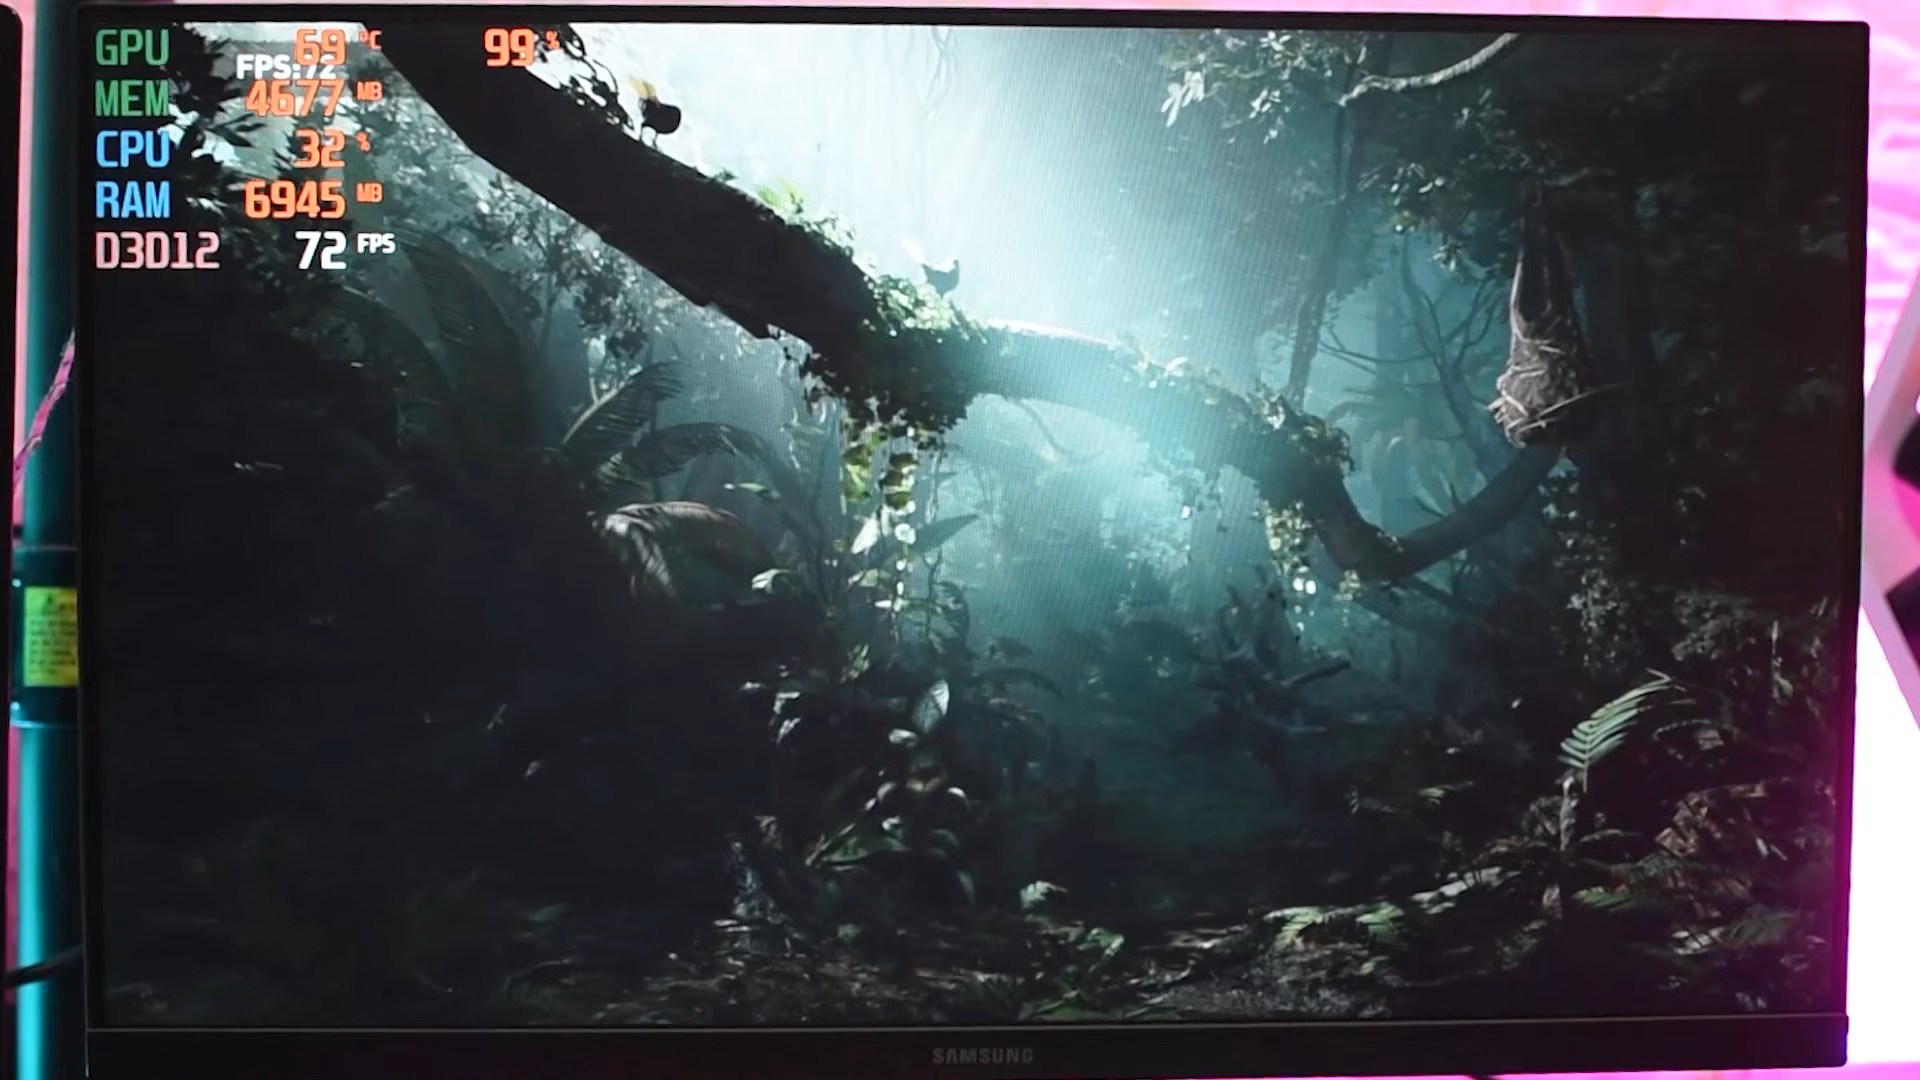 GPU 69 °C 99 %
FPS:72
MEM 4677 MB
CPU 32 %
RAM 6945 MB
D3D12 72 FPS
SAMSUNG